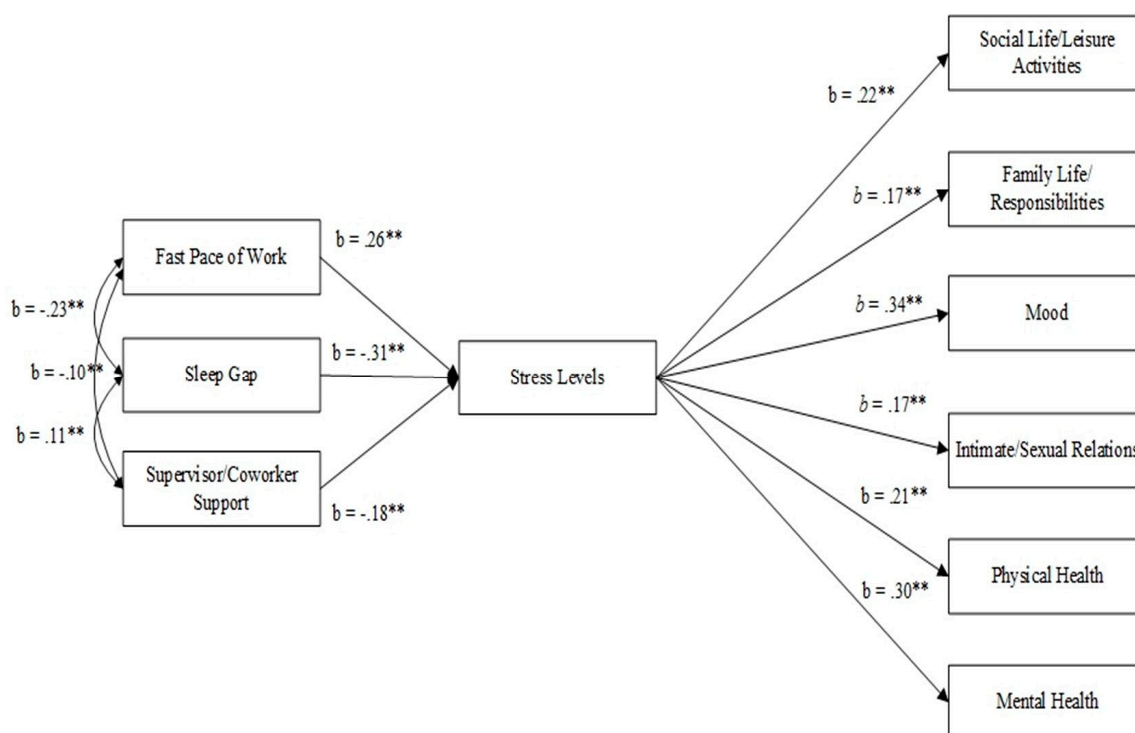 Social Life/Leisure
Activities
b = .22**
Family Life/
Responsibilities
b = .17**
Fast Pace of Work
b = .26**
b = -.23**
Mood
b = .34**
Sleep Gap
b = -.31**
b = -.10**
Stress Levels
b = .17**
b = .11**
Intimate/Sexual Relations
Supervisor/Coworker
Support
b = -.18**
b = .21**
Physical Health
b = .30**
Mental Health